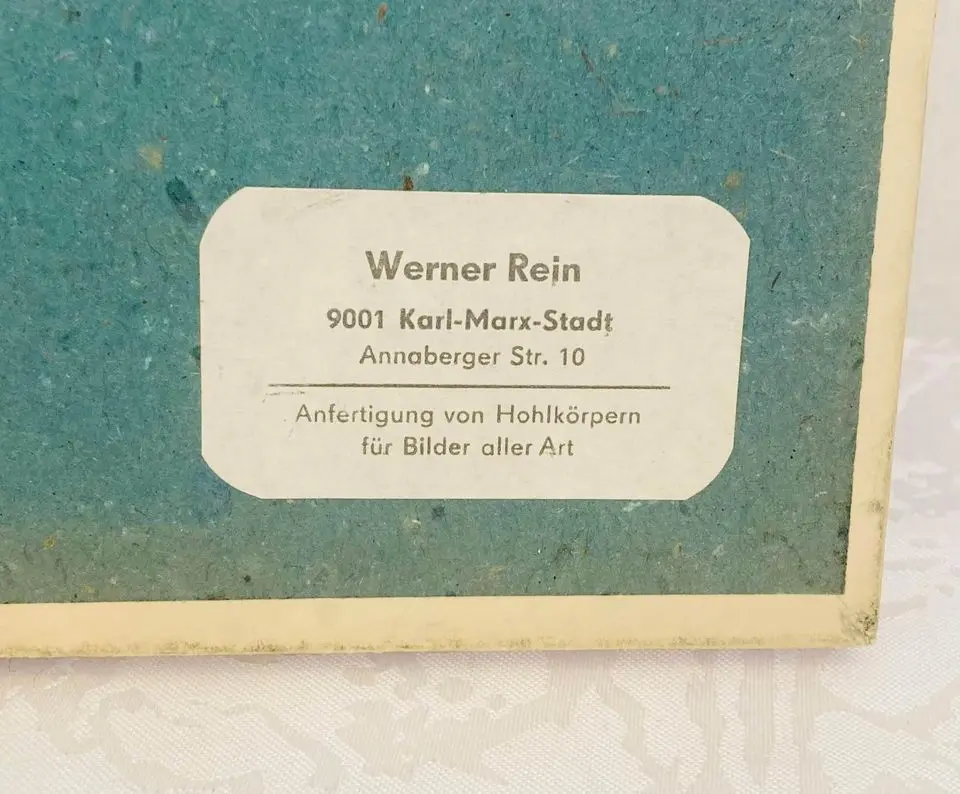 Werner Rein
9001 Karl-Marx-Stadt
Annaberger Str. 10
Anfertigung von Hohlkörpern
für Bilder aller Art